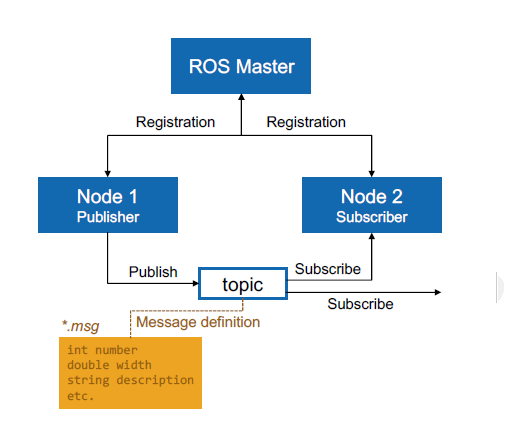 ROS Master
Registration
Registration
Node 1
Publisher
Node 2
Subscriber
Publish
topic
Subscribe
Subscribe
Message definition
*.msg
int number
double width
string description
etc.